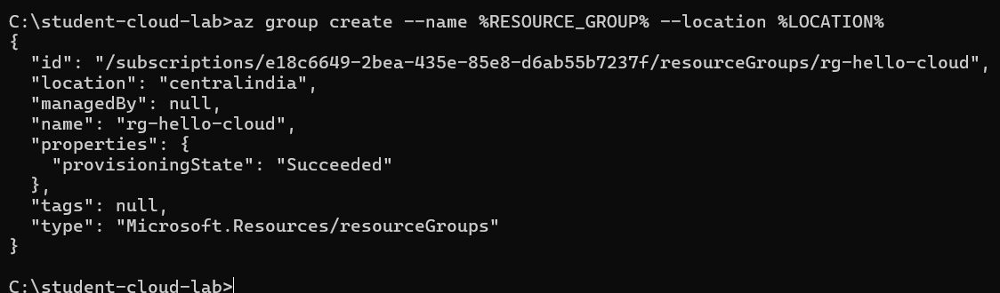 C:\student-cloud-lab>az group create --name %RESOURCE_GROUP% --location %LOCATION%
{
  "id": "/subscriptions/e18c6649-2bea-435e-85e8-d6ab55b7237f/resourceGroups/rg-hello-cloud",
  "location": "centralindia",
  "managedBy": null,
  "name": "rg-hello-cloud",
  "properties": {
    "provisioningState": "Succeeded"
  },
  "tags": null,
  "type": "Microsoft.Resources/resourceGroups"
}
C:\student-cloud-lab>